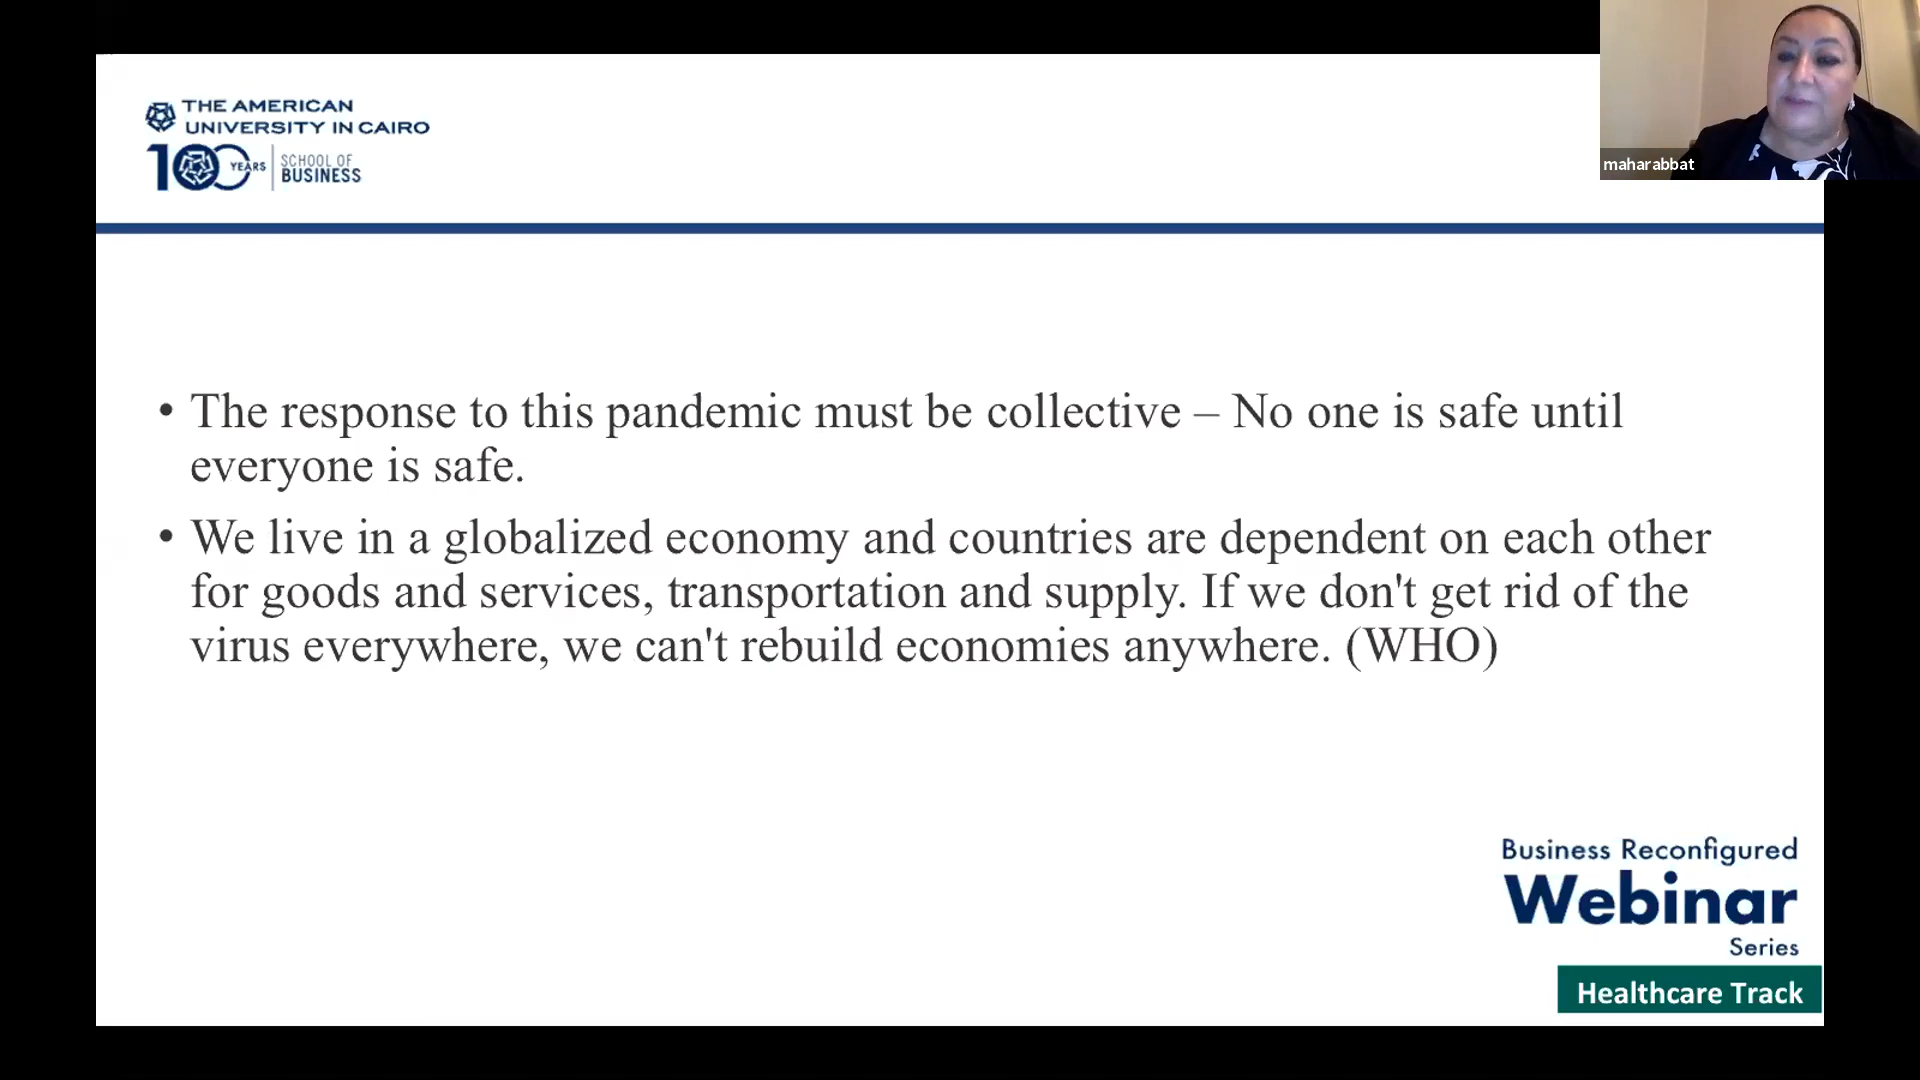 THE AMERICAN
UNIVERSITY IN CAIRO
100 YEARS
SCHOOL OF
BUSINESS
maharabbat
• The response to this pandemic must be collective – No one is safe until
everyone is safe.
• We live in a globalized economy and countries are dependent on each other
for goods and services, transportation and supply. If we don't get rid of the
virus everywhere, we can't rebuild economies anywhere. (WHO)
Business Reconfigured
Webinar
Series
Healthcare Track